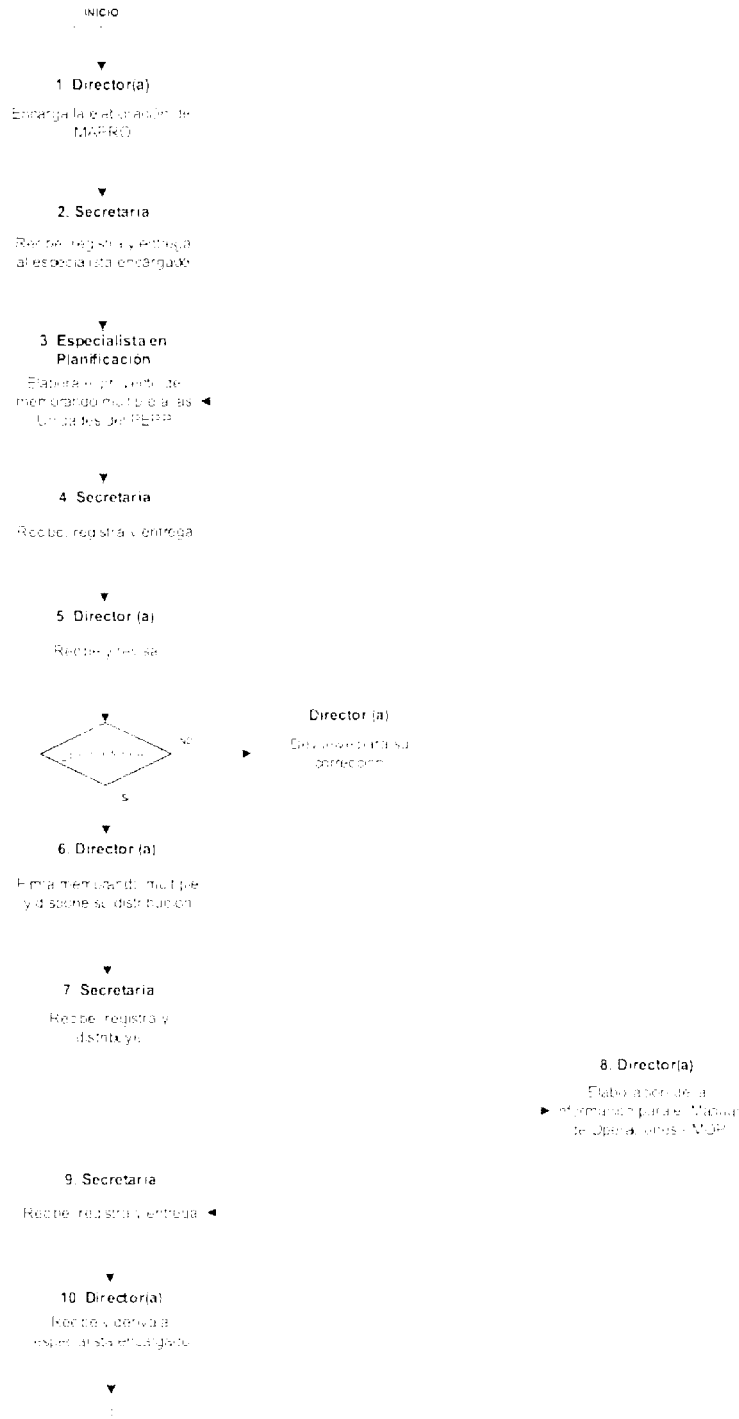 INICIO
1 Director(a)
Encarga la elaboración de
MAPRO
2. Secretaria
Recibe, registra y entrega
al especialista encargado
3 Especialista en
Planificación
Elabora el proyecto de
memorando múltiple a las
Unidades del PERP
4 Secretaria
Recibe, registra y entrega
5 Director (a)
Recibe y revisa
No
Director (a)
Devuelve para su
corrección
6. Director (a)
Firma memorando múltiple
y dispone su distribución
7 Secretaria
Recibe, registra y
distribuye
8. Director(a)
Elaboración de la
información para el Manual
de Operaciones - MOP
9. Secretaria
Recibe, registra y entrega
10 Director(a)
Recibe y deriva a
especialista encargado